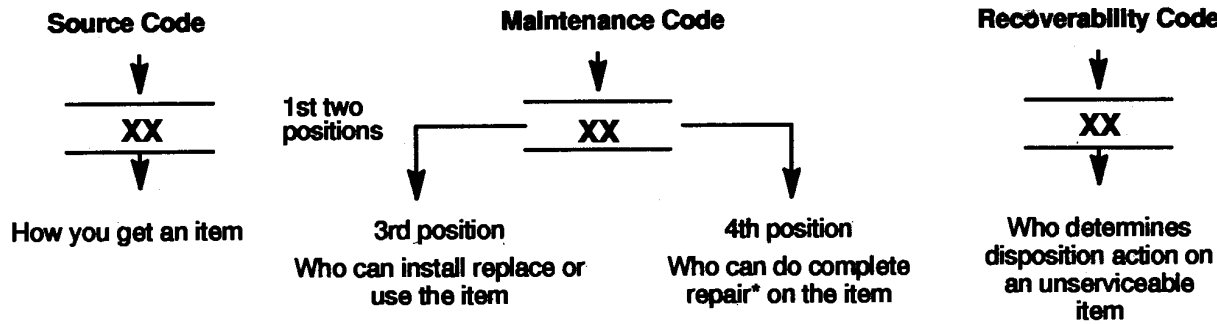 Source Code
Maintenance Code
Recoverability Code
XX
1st two
positions
XX
XX
How you get an item
3rd position
Who can install replace or
use the item
4th position
Who can do complete
repair* on the item
Who determines
disposition action on
an unserviceable
item